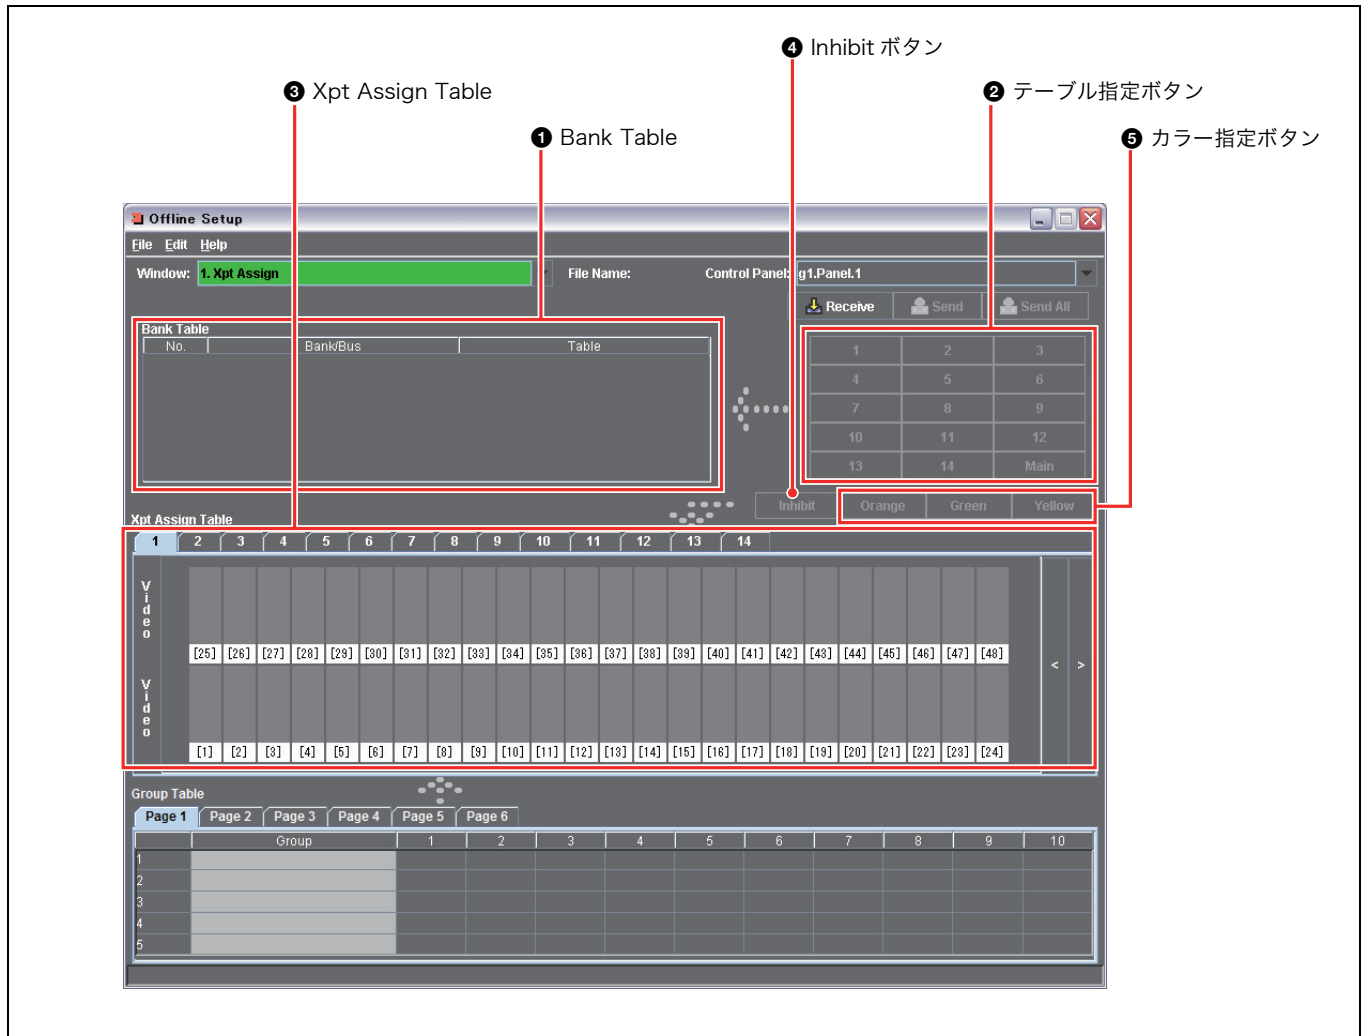 ❹ Inhibit ボタン
❸ Xpt Assign Table
❷ テーブル指定ボタン
❶ Bank Table
❺ カラー指定ボタン
Offline Setup
File Edit Help
Window: 1. Xpt Assign File Name: Control Panel: g1.Panel.1
Receive Send Send All
Bank Table
No. Bank/Bus Table
1 2 3
4 5 6
7 8 9
10 11 12
13 14 Main
Inhibit Orange Green Yellow
Xpt Assign Table
1 2 3 4 5 6 7 8 9 10 11 12 13 14
Video
[25] [26] [27] [28] [29] [30] [31] [32] [33] [34] [35] [36] [37] [38] [39] [40] [41] [42] [43] [44] [45] [46] [47] [48]
< >
Video
[1] [2] [3] [4] [5] [6] [7] [8] [9] [10] [11] [12] [13] [14] [15] [16] [17] [18] [19] [20] [21] [22] [23] [24]
Group Table
Page 1 Page 2 Page 3 Page 4 Page 5 Page 6
Group 1 2 3 4 5 6 7 8 9 10
1
2
3
4
5